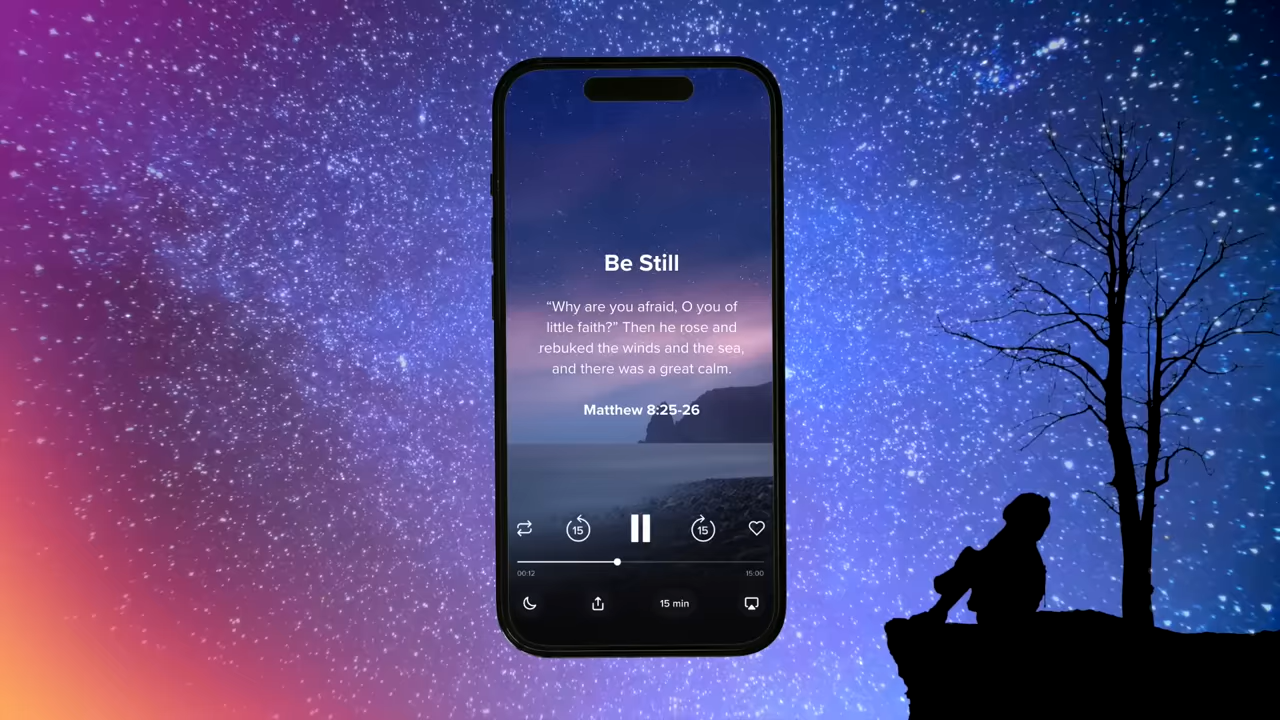 Be Still
“Why are you afraid, O you of
little faith?” Then he rose and
rebuked the winds and the sea,
and there was a great calm.
Matthew 8:25-26
15
15
00:12
15:00
15 min